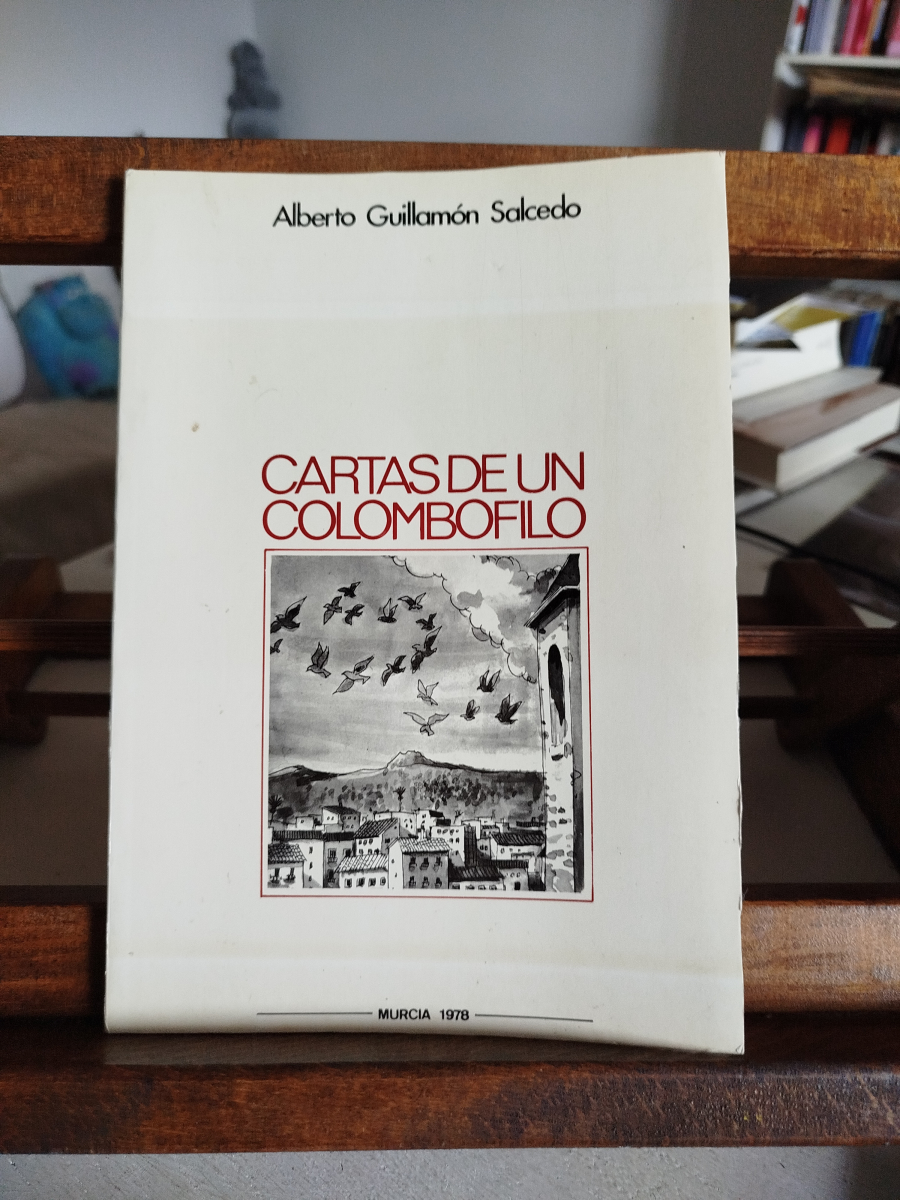 Alberto Guillamón Salcedo
CARTAS DE UN
COLOMBOFILO
MURCIA 1978